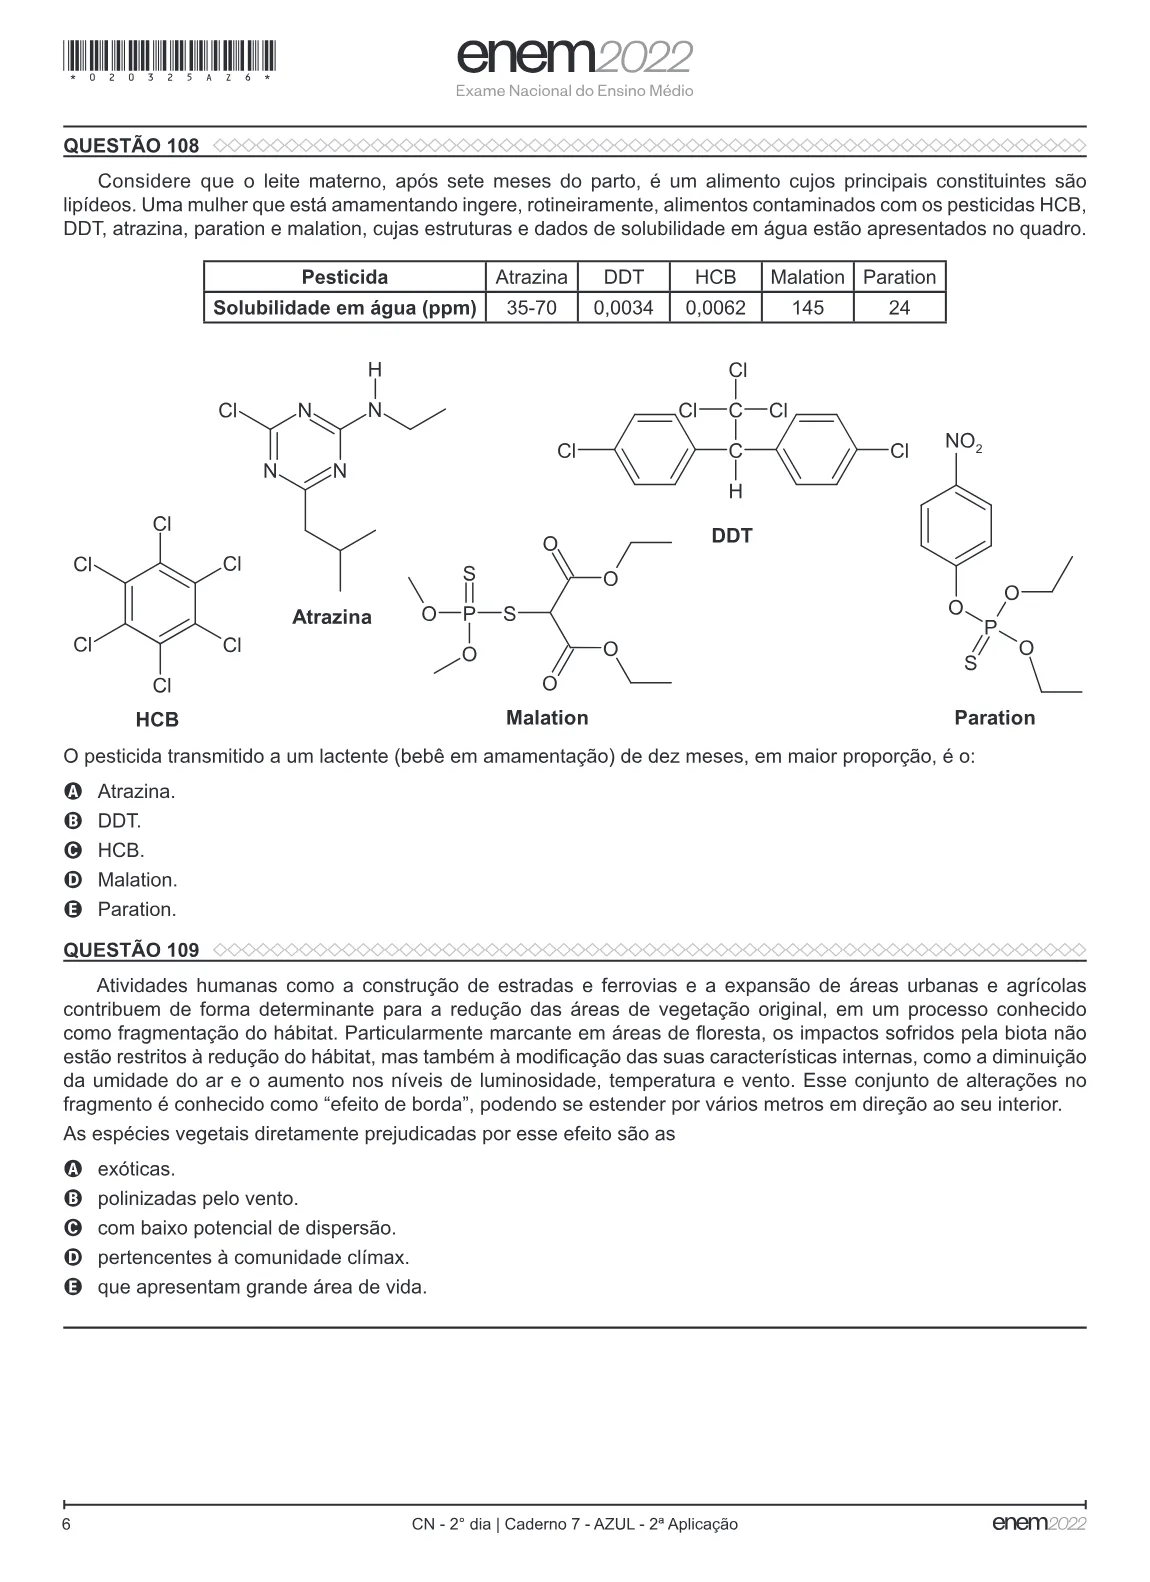 *020325AZ6*
enem2022
Exame Nacional do Ensino Médio
QUESTÃO 108
Considere que o leite materno, após sete meses do parto, é um alimento cujos principais constituintes são
lipídeos. Uma mulher que está amamentando ingere, rotineiramente, alimentos contaminados com os pesticidas HCB,
DDT, atrazina, paration e malation, cujas estruturas e dados de solubilidade em água estão apresentados no quadro.
Pesticida Atrazina DDT HCB Malation Paration
Solubilidade em água (ppm) 35-70 0,0034 0,0062 145 24
H
Cl N N
N N
Atrazina
Cl
Cl C Cl
Cl C Cl
H
DDT
NO2
O O
P
S O
Paration
Cl
Cl Cl
Cl Cl
Cl
HCB
O
S O
O P S
O O
O
Malation
O pesticida transmitido a um lactente (bebê em amamentação) de dez meses, em maior proporção, é o:
A Atrazina.
B DDT.
C HCB.
D Malation.
E Paration.
QUESTÃO 109
Atividades humanas como a construção de estradas e ferrovias e a expansão de áreas urbanas e agrícolas
contribuem de forma determinante para a redução das áreas de vegetação original, em um processo conhecido
como fragmentação do hábitat. Particularmente marcante em áreas de floresta, os impactos sofridos pela biota não
estão restritos à redução do hábitat, mas também à modificação das suas características internas, como a diminuição
da umidade do ar e o aumento nos níveis de luminosidade, temperatura e vento. Esse conjunto de alterações no
fragmento é conhecido como “efeito de borda”, podendo se estender por vários metros em direção ao seu interior.
As espécies vegetais diretamente prejudicadas por esse efeito são as
A exóticas.
B polinizadas pelo vento.
C com baixo potencial de dispersão.
D pertencentes à comunidade clímax.
E que apresentam grande área de vida.
6
CN - 2° dia | Caderno 7 - AZUL - 2ª Aplicação
enem2022